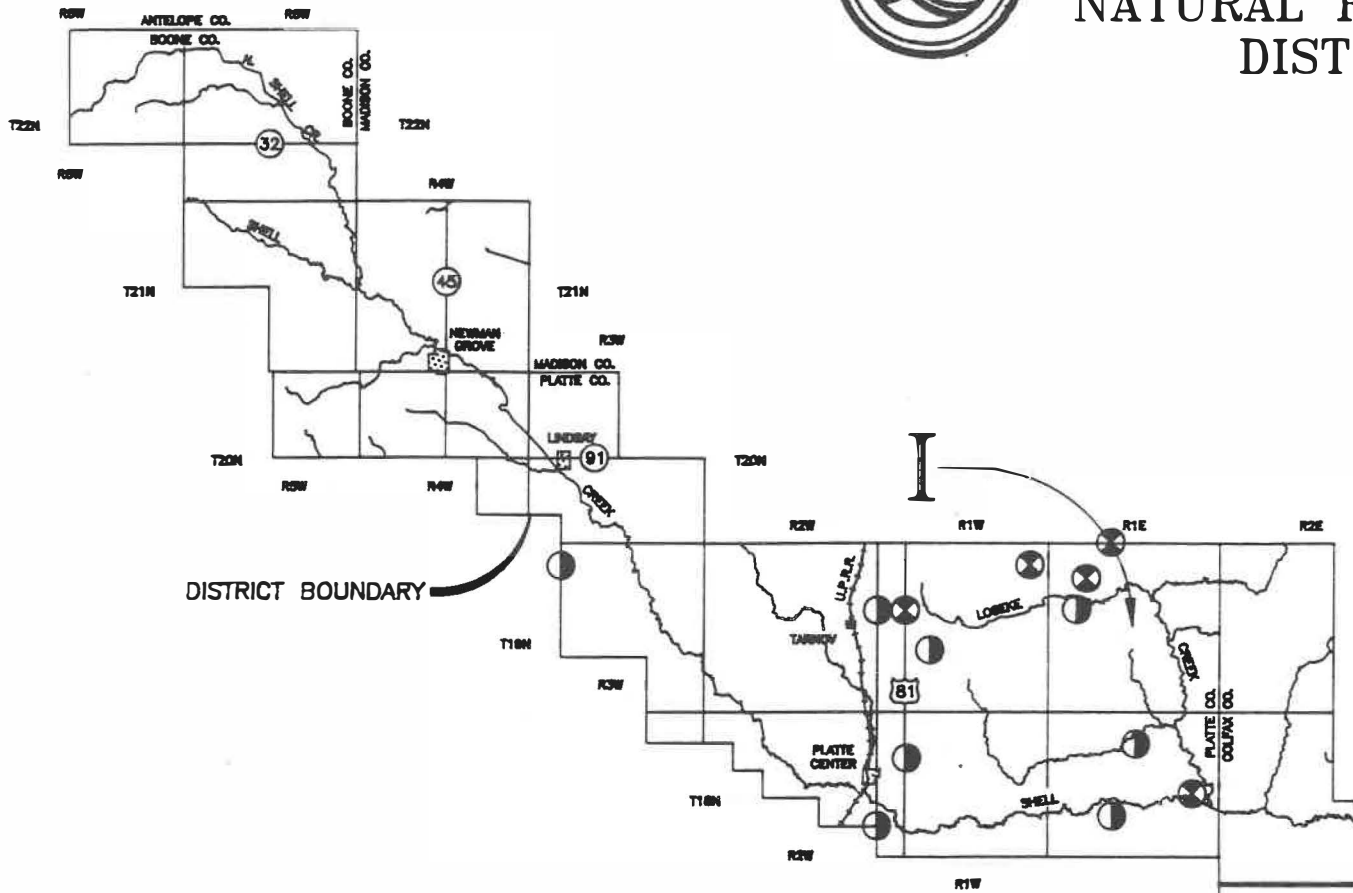 NATURAL R
DIST
R6W
R5W
ANTELOPE CO.
BOONE CO.
BOONE CO.
MADISON CO.
N. SHELL CR.
T22N
T22N
32
R6W
R4W
SHELL
45
T21N
T21N
NEWMAN
GROVE
R3W
MADISON CO.
PLATTE CO.
LINDSAY
91
T20N
T20N
R5W
R4W
CREEK
I
R2W
R1W
R1E
R2E
DISTRICT BOUNDARY
U.P.R.R.
LOSEKE
TARNOV
T19N
CREEK
R3W
81
PLATTE CO.
COLFAX CO.
PLATTE
CENTER
T18N
SHELL
R2W
R1W